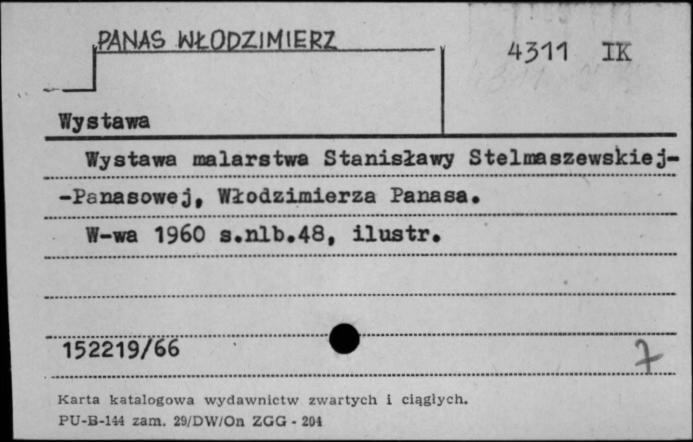 PANAS WŁODZIMIERZ
4311 IK
Wystawa
Wystawa malarstwa Stanisławy Stelmaszewskiej-
-Panasowej, Włodzimierza Panasa.
W-wa 1960 s.nlb.48, ilustr.
152219/66
7
Karta katalogowa wydawnictw zwartych i ciągłych.
PU-B-144 zam. 29/DW/On ZGG - 204